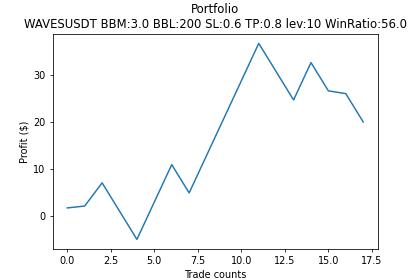 Portfolio
WAVESUSDT BBM:3.0 BBL:200 SL:0.6 TP:0.8 lev:10 WinRatio:56.0
Profit ($)
30
20
10
0
0.0 2.5 5.0 7.5 10.0 12.5 15.0 17.5
Trade counts